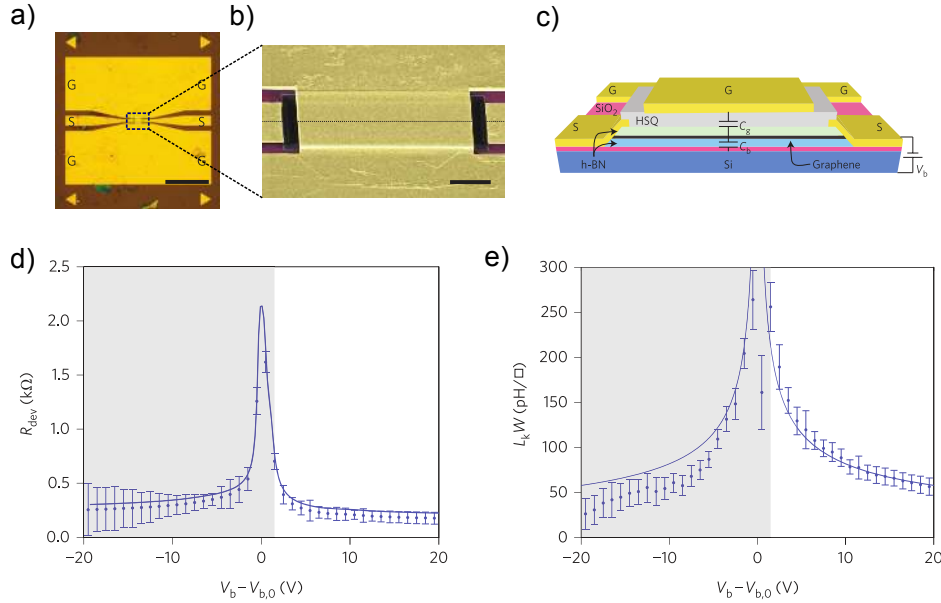 a)
b)
c)
G G
S S
G G
G G G
SiO2
S HSQ Cg S
Cb
h-BN Si Graphene Vb
d)
e)
2.5
2.0
1.5
1.0
0.5
0.0
Rdev (kΩ)
−20 −10 0 10 20
Vb – Vb,0 (V)
300
250
200
150
100
50
0
LkW (pH/□)
−20 −10 0 10 20
Vb – Vb,0 (V)